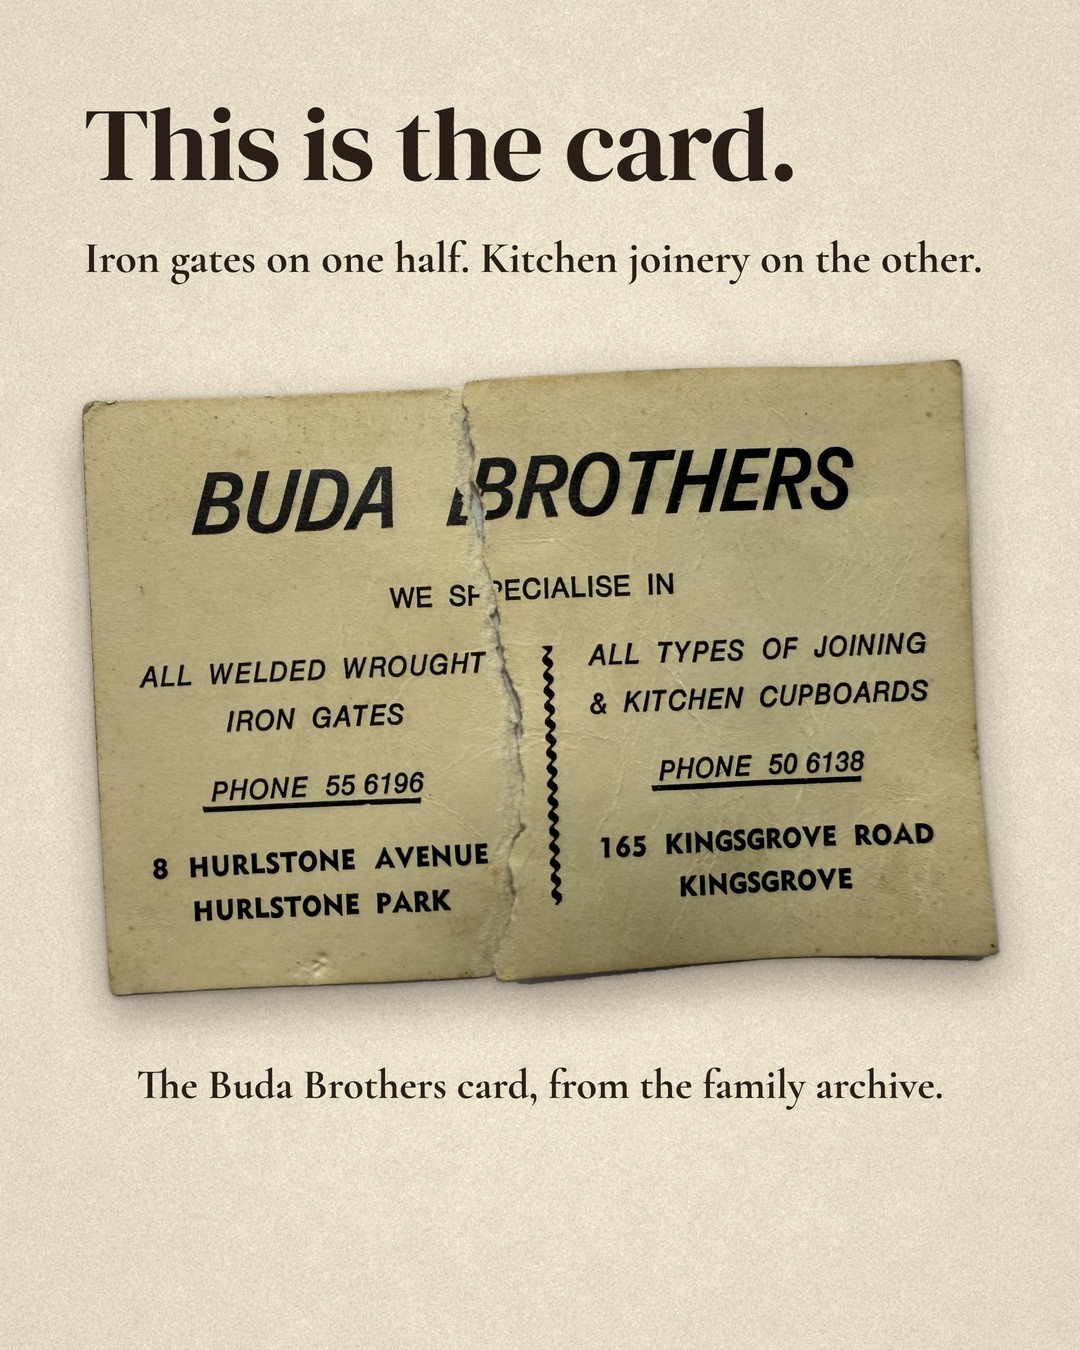 This is the card.
Iron gates on one half. Kitchen joinery on the other.
BUDA BROTHERS
WE SPECIALISE IN
ALL WELDED WROUGHT
IRON GATES
PHONE 55 6196
8 HURLSTONE AVENUE
HURLSTONE PARK
ALL TYPES OF JOINING
& KITCHEN CUPBOARDS
PHONE 50 6138
165 KINGSGROVE ROAD
KINGSGROVE
The Buda Brothers card, from the family archive.